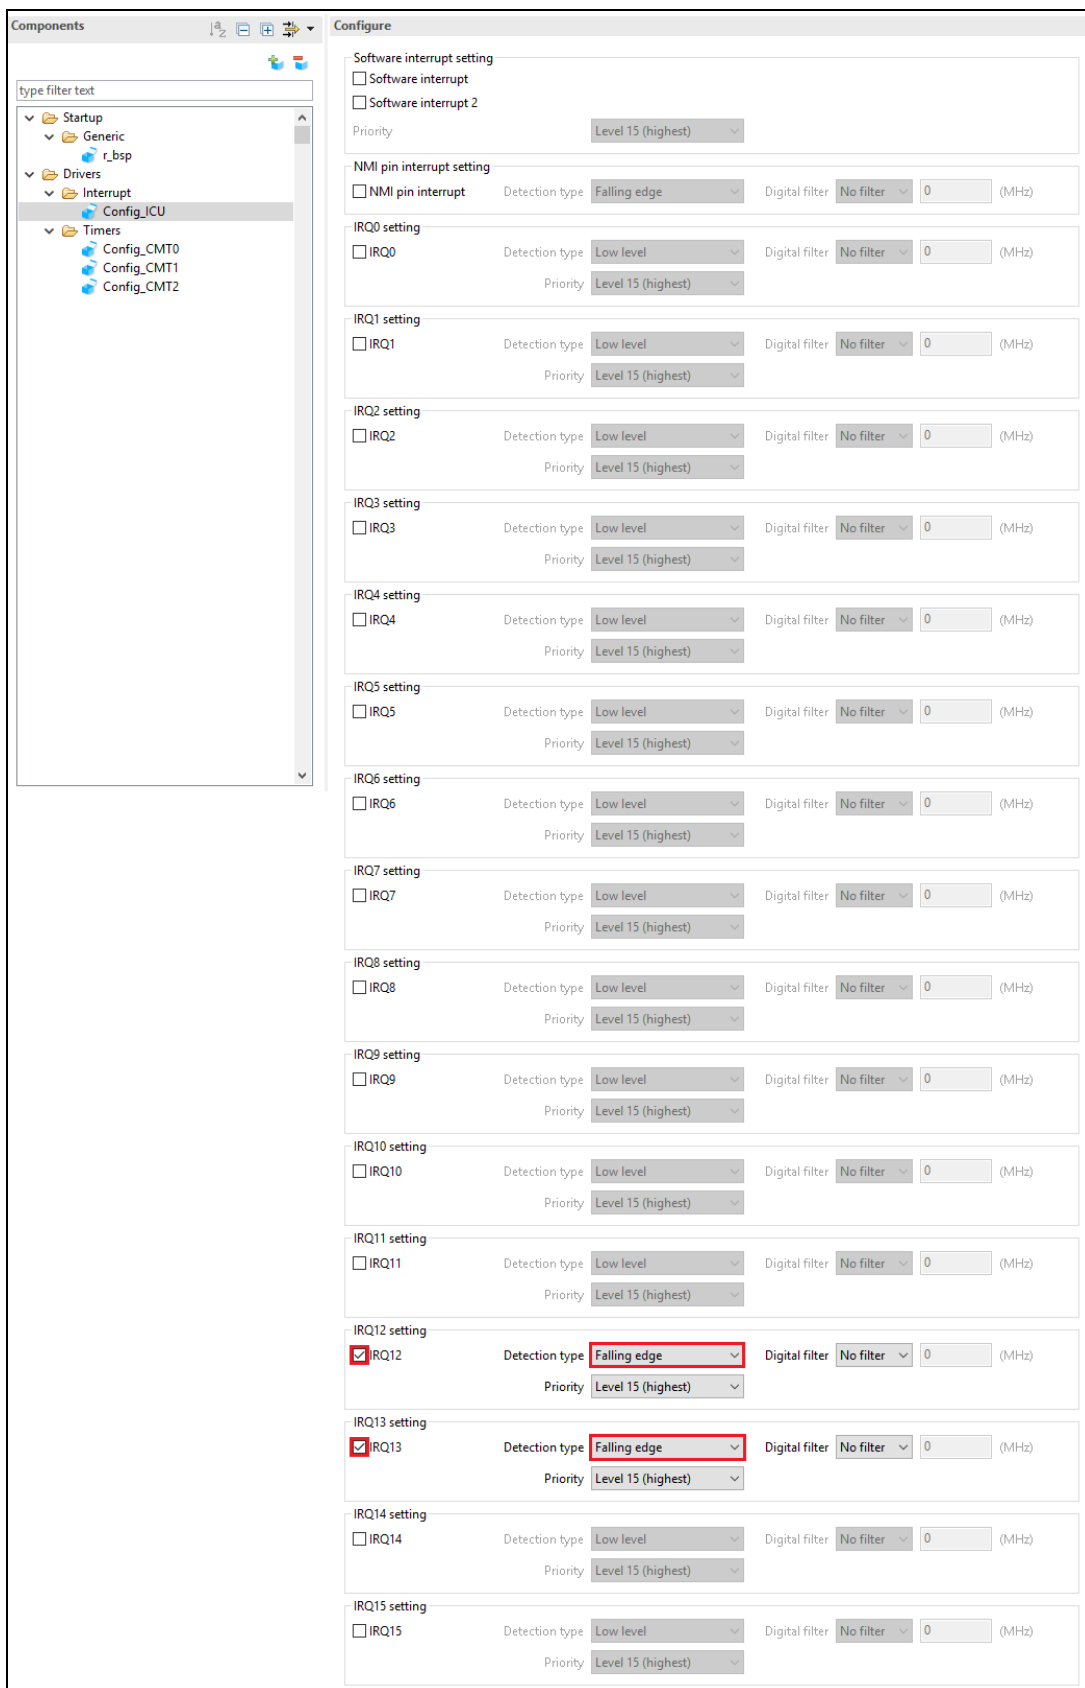 Components
type filter text
Startup
Generic
r_bsp
Drivers
Interrupt
Config_ICU
Timers
Config_CMT0
Config_CMT1
Config_CMT2
Configure
Software interrupt setting
Software interrupt
Software interrupt 2
Priority Level 15 (highest)
NMI pin interrupt setting
NMI pin interrupt Detection type Falling edge Digital filter No filter 0 (MHz)
IRQ0 setting
IRQ0 Detection type Low level Digital filter No filter 0 (MHz)
Priority Level 15 (highest)
IRQ1 setting
IRQ1 Detection type Low level Digital filter No filter 0 (MHz)
Priority Level 15 (highest)
IRQ2 setting
IRQ2 Detection type Low level Digital filter No filter 0 (MHz)
Priority Level 15 (highest)
IRQ3 setting
IRQ3 Detection type Low level Digital filter No filter 0 (MHz)
Priority Level 15 (highest)
IRQ4 setting
IRQ4 Detection type Low level Digital filter No filter 0 (MHz)
Priority Level 15 (highest)
IRQ5 setting
IRQ5 Detection type Low level Digital filter No filter 0 (MHz)
Priority Level 15 (highest)
IRQ6 setting
IRQ6 Detection type Low level Digital filter No filter 0 (MHz)
Priority Level 15 (highest)
IRQ7 setting
IRQ7 Detection type Low level Digital filter No filter 0 (MHz)
Priority Level 15 (highest)
IRQ8 setting
IRQ8 Detection type Low level Digital filter No filter 0 (MHz)
Priority Level 15 (highest)
IRQ9 setting
IRQ9 Detection type Low level Digital filter No filter 0 (MHz)
Priority Level 15 (highest)
IRQ10 setting
IRQ10 Detection type Low level Digital filter No filter 0 (MHz)
Priority Level 15 (highest)
IRQ11 setting
IRQ11 Detection type Low level Digital filter No filter 0 (MHz)
Priority Level 15 (highest)
IRQ12 setting
IRQ12 Detection type Falling edge Digital filter No filter 0 (MHz)
Priority Level 15 (highest)
IRQ13 setting
IRQ13 Detection type Falling edge Digital filter No filter 0 (MHz)
Priority Level 15 (highest)
IRQ14 setting
IRQ14 Detection type Low level Digital filter No filter 0 (MHz)
Priority Level 15 (highest)
IRQ15 setting
IRQ15 Detection type Low level Digital filter No filter 0 (MHz)
Priority Level 15 (highest)